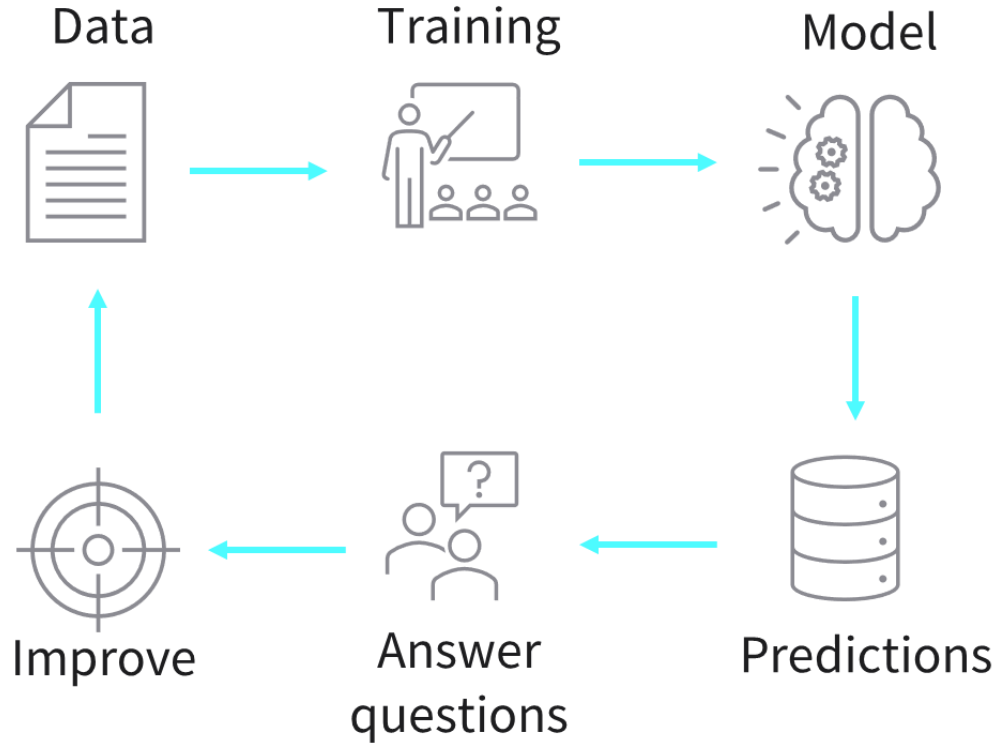 Data
Training
Model
?
Improve
Answer
questions
Predictions